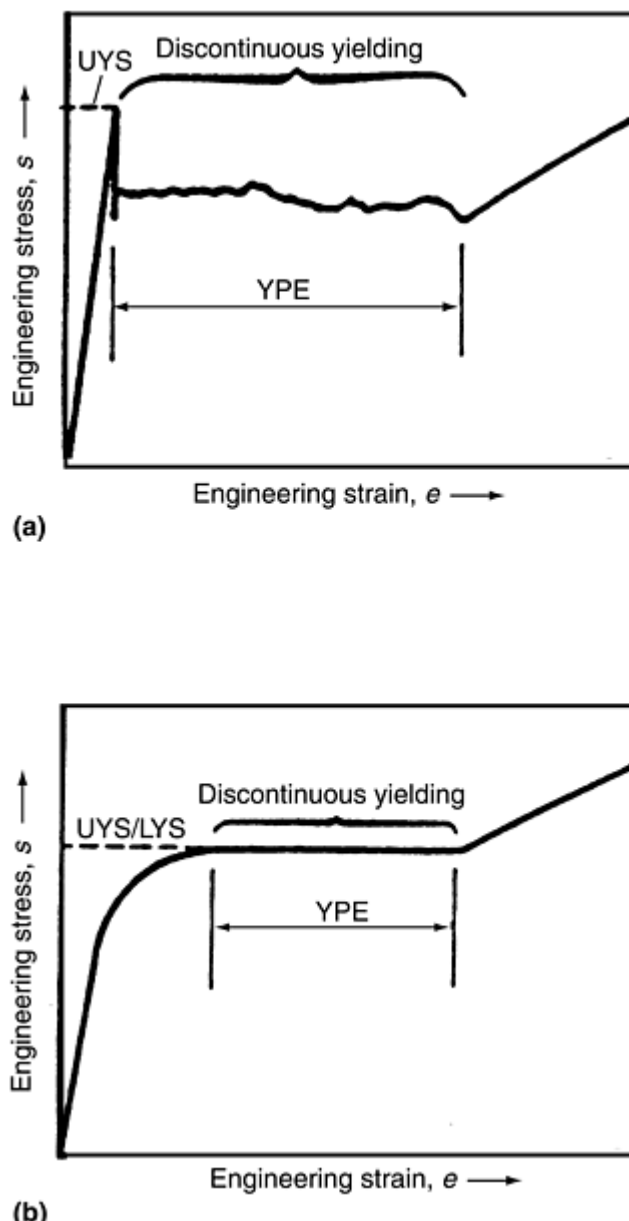 UYS
Discontinuous yielding
Engineering stress, s
YPE
Engineering strain, e
(a)
Discontinuous yielding
UYS/LYS
Engineering stress, s
YPE
Engineering strain, e
(b)